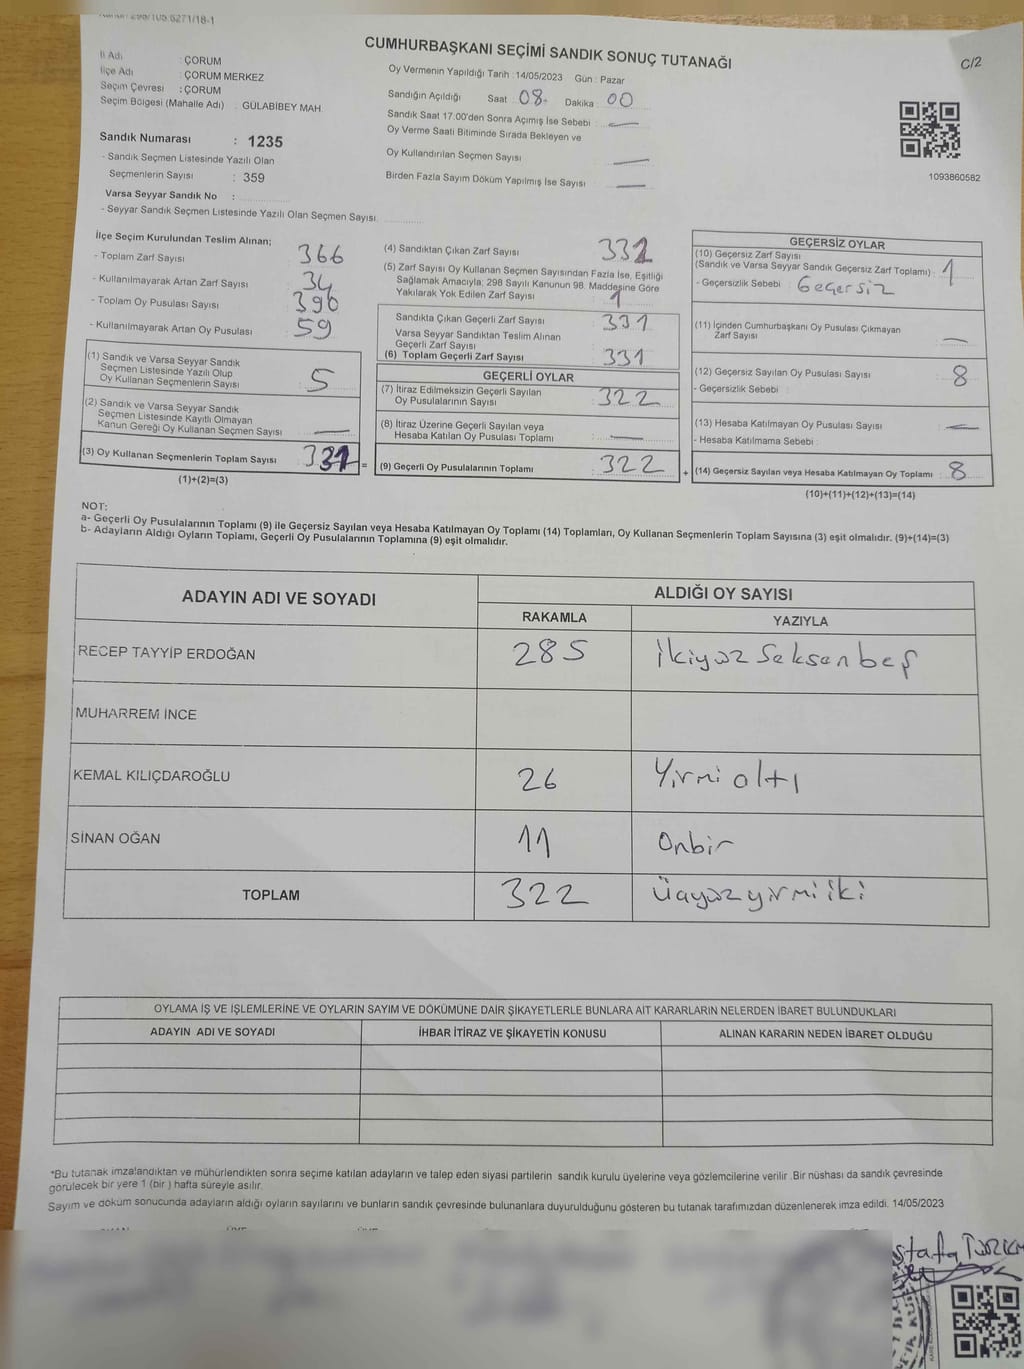 CUMHURBAŞKANI SEÇİMİ SANDIK SONUÇ TUTANAĞI
C/2
İl Adı : ÇORUM
İlçe Adı : ÇORUM MERKEZ
Seçim Çevresi : ÇORUM
Seçim Bölgesi (Mahalle Adı) : GÜLABİBEY MAH.
Sandık Numarası : 1235
- Sandık Seçmen Listesinde Yazılı Olan
Seçmenlerin Sayısı : 359
Varsa Seyyar Sandık No :
- Seyyar Sandık Seçmen Listesinde Yazılı Olan Seçmen Sayısı:
Oy Vermenin Yapıldığı Tarih : 14/05/2023 Gün : Pazar
Sandığın Açıldığı Saat : 08 Dakika : 00
Sandık Saat 17.00'den Sonra Açımış İse Sebebi : —
Oy Verme Saati Bitiminde Sırada Bekleyen ve
Oy Kullandırılan Seçmen Sayısı —
Birden Fazla Sayım Döküm Yapılmış İse Sayısı : —
1093860582
İlçe Seçim Kurulundan Teslim Alınan;
- Toplam Zarf Sayısı : 366
- Kullanılmayarak Artan Zarf Sayısı : 34
- Toplam Oy Pusulası Sayısı : 390
- Kullanılmayarak Artan Oy Pusulası : 59
(1) Sandık ve Varsa Seyyar Sandık
Seçmen Listesinde Yazılı Olup
Oy Kullanan Seçmenlerin Sayısı : 5
(2) Sandık ve Varsa Seyyar Sandık
Seçmen Listesinde Kayıtlı Olmayan
Kanun Gereği Oy Kullanan Seçmen Sayısı : —
(3) Oy Kullanan Seçmenlerin Toplam Sayısı : 331 =
(1)+(2)=(3)
(4) Sandıktan Çıkan Zarf Sayısı : 332
(5) Zarf Sayısı Oy Kullanan Seçmen Sayısından Fazla İse, Eşitliği
Sağlamak Amacıyla; 298 Sayılı Kanunun 98. Maddesine Göre
Yakılarak Yok Edilen Zarf Sayısı : 1
Sandıkta Çıkan Geçerli Zarf Sayısı : 331
Varsa Seyyar Sandıktan Teslim Alınan
Geçerli Zarf Sayısı
(6) Toplam Geçerli Zarf Sayısı : 331
GEÇERLİ OYLAR
(7) İtiraz Edilmeksizin Geçerli Sayılan
Oy Pusulalarının Sayısı : 322
(8) İtiraz Üzerine Geçerli Sayılan veya
Hesaba Katılan Oy Pusulası Toplamı : —
(9) Geçerli Oy Pusulalarının Toplamı : 322 +
GEÇERSİZ OYLAR
(10) Geçersiz Zarf Sayısı
(Sandık ve Varsa Seyyar Sandık Geçersiz Zarf Toplamı) : 1
- Geçersizlik Sebebi : Geçersiz
(11) İçinden Cumhurbaşkanı Oy Pusulası Çıkmayan
Zarf Sayısı : —
(12) Geçersiz Sayılan Oy Pusulası Sayısı : 8
- Geçersizlik Sebebi :
(13) Hesaba Katılmayan Oy Pusulası Sayısı : —
- Hesaba Katılmama Sebebi :
(14) Geçersiz Sayılan veya Hesaba Katılmayan Oy Toplamı : 8
(10)+(11)+(12)+(13)=(14)
NOT:
a- Geçerli Oy Pusulalarının Toplamı (9) ile Geçersiz Sayılan veya Hesaba Katılmayan Oy Toplamı (14) Toplamları, Oy Kullanan Seçmenlerin Toplam Sayısına (3) eşit olmalıdır. (9)+(14)=(3)
b- Adayların Aldığı Oyların Toplamı, Geçerli Oy Pusulalarının Toplamına (9) eşit olmalıdır.
ADAYIN ADI VE SOYADI
ALDIĞI OY SAYISI
RAKAMLA YAZIYLA
RECEP TAYYİP ERDOĞAN 285 İkiyüz Seksenbeş
MUHARREM İNCE
KEMAL KILIÇDAROĞLU 26 Yirmi altı
SİNAN OĞAN 11 Onbir
TOPLAM 322 Üçyüzyirmiiki
OYLAMA İŞ VE İŞLEMLERİNE VE OYLARIN SAYIM VE DÖKÜMÜNE DAİR ŞİKAYETLERLE BUNLARA AİT KARARLARIN NELERDEN İBARET BULUNDUKLARI
ADAYIN ADI VE SOYADI İHBAR İTİRAZ VE ŞİKAYETİN KONUSU ALINAN KARARIN NEDEN İBARET OLDUĞU
*Bu tutanak imzalandıktan ve mühürlendikten sonra seçime katılan adayların ve talep eden siyasi partilerin sandık kurulu üyelerine veya gözlemcilerine verilir. Bir nüshası da sandık çevresinde
görülecek bir yere 1 (bir ) hafta süreyle asılır.
Sayım ve döküm sonucunda adayların aldığı oyların sayılarını ve bunların sandık çevresinde bulunanlara duyurulduğunu gösteren bu tutanak tarafımızdan düzenlenerek imza edildi. 14/05/2023